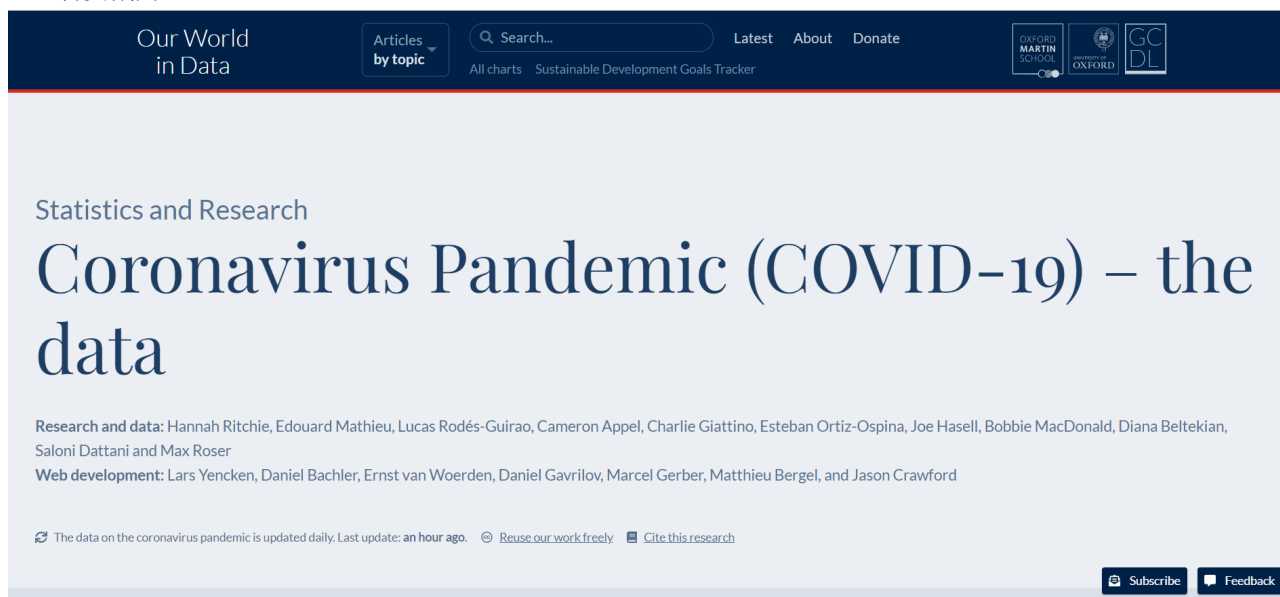 Our World
in Data
Articles
by topic
Search...
Latest About Donate
All charts Sustainable Development Goals Tracker
OXFORD
MARTIN
SCHOOL
UNIVERSITY OF
OXFORD
GC
DL
Statistics and Research
Coronavirus Pandemic (COVID-19) – the
data
Research and data: Hannah Ritchie, Edouard Mathieu, Lucas Rodés-Guirao, Cameron Appel, Charlie Giattino, Esteban Ortiz-Ospina, Joe Hasell, Bobbie MacDonald, Diana Beltekian,
Saloni Dattani and Max Roser
Web development: Lars Yencken, Daniel Bachler, Ernst van Woerden, Daniel Gavrilov, Marcel Gerber, Matthieu Bergel, and Jason Crawford
The data on the coronavirus pandemic is updated daily. Last update: an hour ago. Reuse our work freely Cite this research
Subscribe Feedback